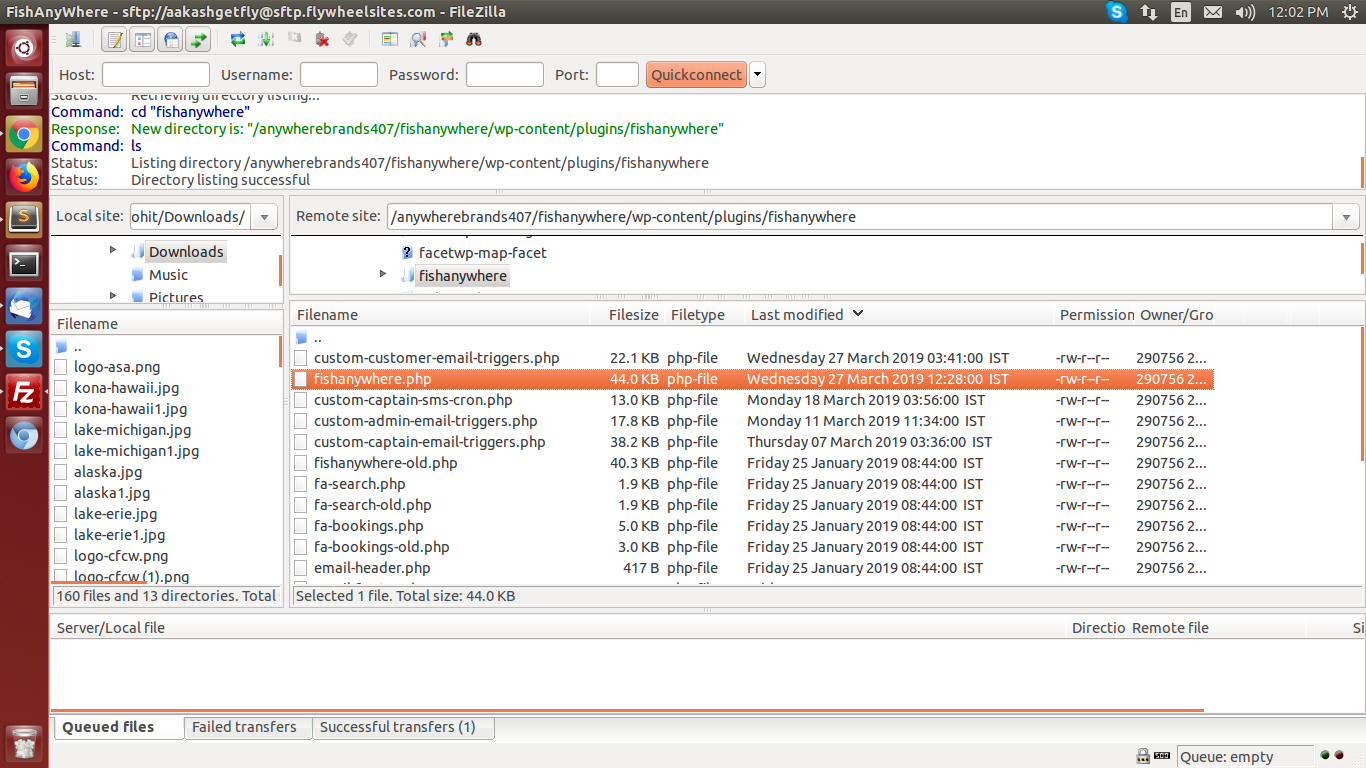 FishAnyWhere - sftp://aakashgetfly@sftp.flywheelsites.com - FileZilla
En
12:02 PM
Host: Username: Password: Port: Quickconnect
Status: Retrieving directory listing...
Command: cd "fishanywhere"
Response: New directory is: "/anywherebrands407/fishanywhere/wp-content/plugins/fishanywhere"
Command: ls
Status: Listing directory /anywherebrands407/fishanywhere/wp-content/plugins/fishanywhere
Status: Directory listing successful
Local site: ohit/Downloads/
Downloads
Music
Pictures
Filename
..
logo-asa.png
kona-hawaii.jpg
kona-hawaii1.jpg
lake-michigan.jpg
lake-michigan1.jpg
alaska.jpg
alaska1.jpg
lake-erie.jpg
lake-erie1.jpg
logo-cfcw.png
logo-cfcw (1).png
160 files and 13 directories. Total
Remote site: /anywherebrands407/fishanywhere/wp-content/plugins/fishanywhere
facetwp-map-facet
fishanywhere
Filename Filesize Filetype Last modified Permission Owner/Gro
..
custom-customer-email-triggers.php 22.1 KB php-file Wednesday 27 March 2019 03:41:00 IST -rw-r--r-- 290756 2...
fishanywhere.php 44.0 KB php-file Wednesday 27 March 2019 12:28:00 IST -rw-r--r-- 290756 2...
custom-captain-sms-cron.php 13.0 KB php-file Monday 18 March 2019 03:56:00 IST -rw-r--r-- 290756 2...
custom-admin-email-triggers.php 17.8 KB php-file Monday 11 March 2019 11:34:00 IST -rw-r--r-- 290756 2...
custom-captain-email-triggers.php 38.2 KB php-file Thursday 07 March 2019 03:36:00 IST -rw-r--r-- 290756 2...
fishanywhere-old.php 40.3 KB php-file Friday 25 January 2019 08:44:00 IST -rw-r--r-- 290756 2...
fa-search.php 1.9 KB php-file Friday 25 January 2019 08:44:00 IST -rw-r--r-- 290756 2...
fa-search-old.php 1.9 KB php-file Friday 25 January 2019 08:44:00 IST -rw-r--r-- 290756 2...
fa-bookings.php 5.0 KB php-file Friday 25 January 2019 08:44:00 IST -rw-r--r-- 290756 2...
fa-bookings-old.php 3.0 KB php-file Friday 25 January 2019 08:44:00 IST -rw-r--r-- 290756 2...
email-header.php 417 B php-file Friday 25 January 2019 08:44:00 IST -rw-r--r-- 290756 2...
Selected 1 file. Total size: 44.0 KB
Server/Local file Directio Remote file Si
Queued files Failed transfers Successful transfers (1)
Queue: empty